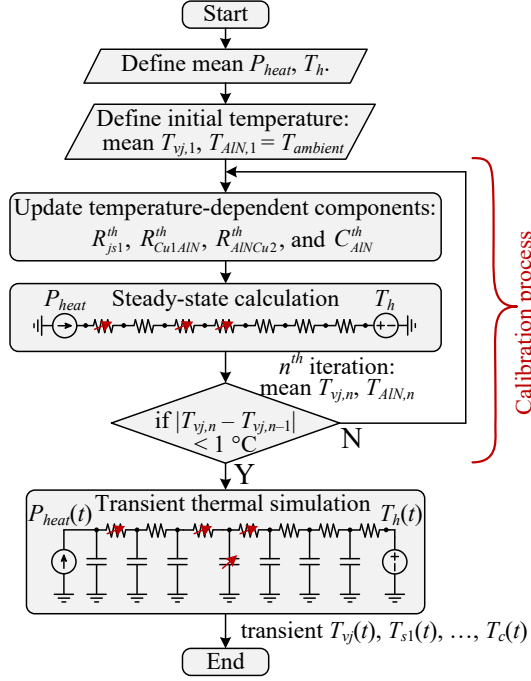 Start
Define mean P_heat, T_h.
Define initial temperature:
mean T_vj,1, T_AlN,1 = T_ambient
Update temperature-dependent components:
R^th_js1, R^th_Cu1AlN, R^th_AlNCu2, and C^th_AlN
P_heat Steady-state calculation T_h
n^th iteration:
mean T_vj,n, T_AlN,n
if |T_vj,n − T_vj,n−1|
< 1 °C
N
Y
Calibration process
Transient thermal simulation
P_heat(t) T_h(t)
transient T_vj(t), T_s1(t), …, T_c(t)
End